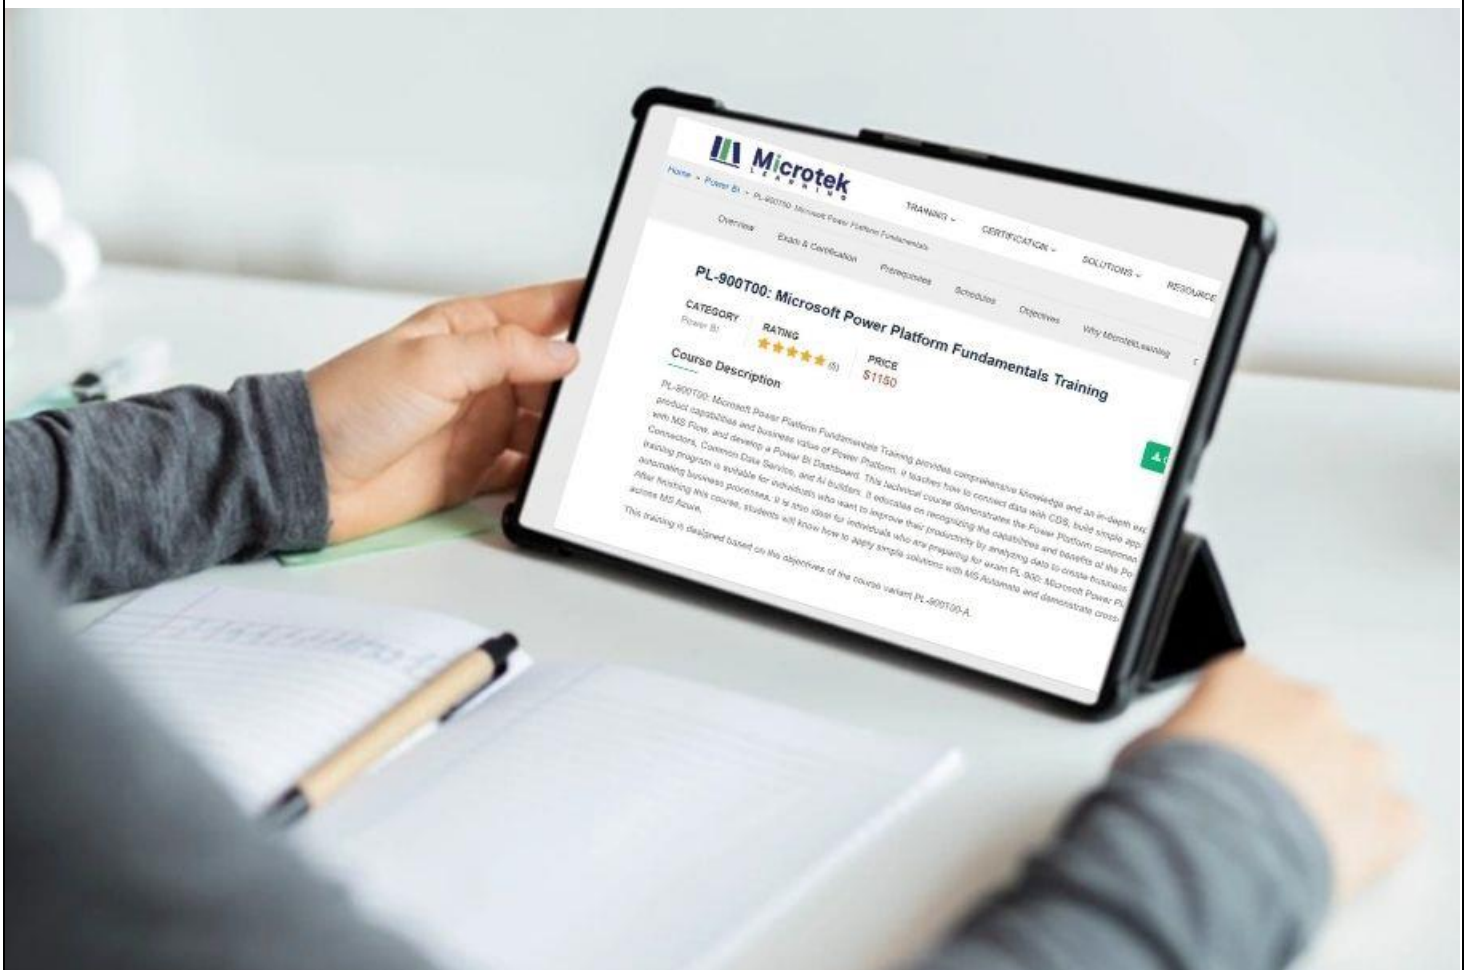 Microtek
LEARNING
TRAINING
CERTIFICATION
SOLUTIONS
RESOURCE
Home
Power BI
PL-900T00: Microsoft Power Platform Fundamentals
Overview
Exam & Certification
Prerequisites
Schedules
Objectives
Why MicrotekLearning
PL-900T00: Microsoft Power Platform Fundamentals Training
CATEGORY
Power BI
RATING
(5)
PRICE
$1150
Course Description
PL-900T00: Microsoft Power Platform Fundamentals Training provides comprehensive knowledge and an in-depth exp
product capabilities and business value of Power Platform. It teaches how to connect data with CDS, build simple app
with MS Flow, and develop a Power BI Dashboard. This technical course demonstrates the Power Platform componen
Connectors, Common Data Service, and AI builders. It educates on recognizing the capabilities and benefits of the Po
training program is suitable for individuals who want to improve their productivity by analyzing data to create business
automating business processes. It is also ideal for individuals who are preparing for exam PL-900: Microsoft Power Pl
After finishing this course, students will know how to apply simple solutions with MS Automate and demonstrate cross-
across MS Azure.
This training is designed based on the objectives of the course variant PL-900T00-A.